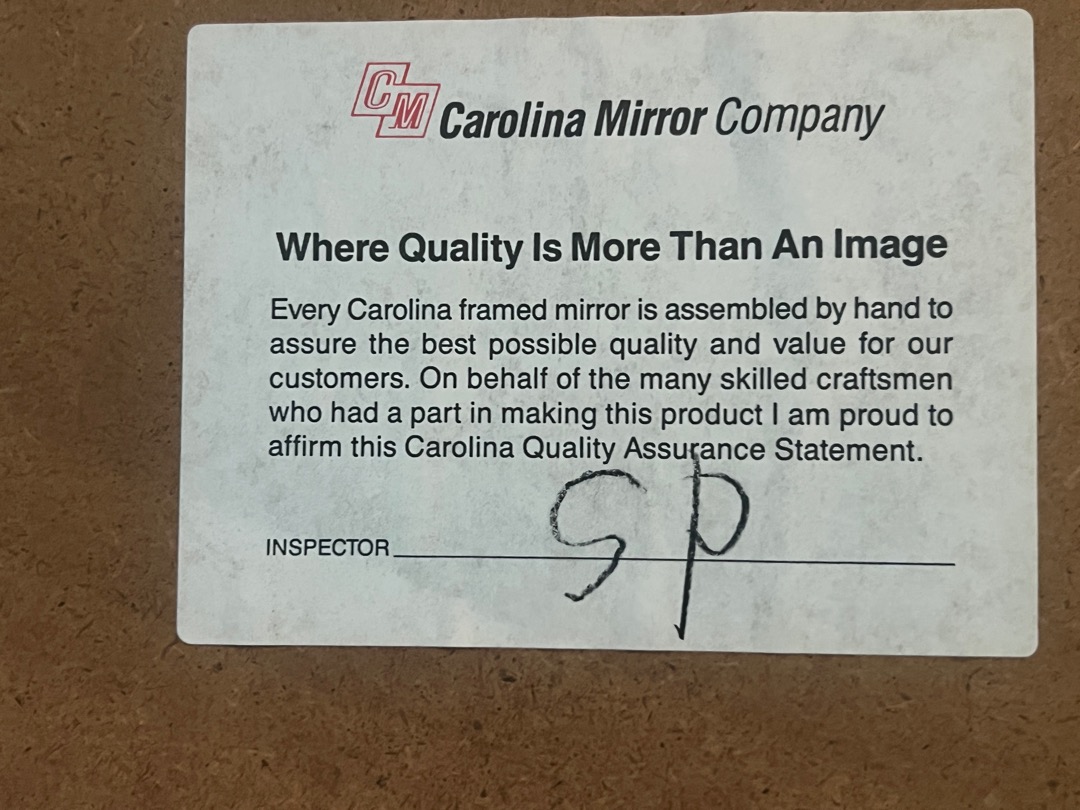 CM Carolina Mirror Company
Where Quality Is More Than An Image
Every Carolina framed mirror is assembled by hand to
assure the best possible quality and value for our
customers. On behalf of the many skilled craftsmen
who had a part in making this product I am proud to
affirm this Carolina Quality Assurance Statement.
INSPECTOR SP